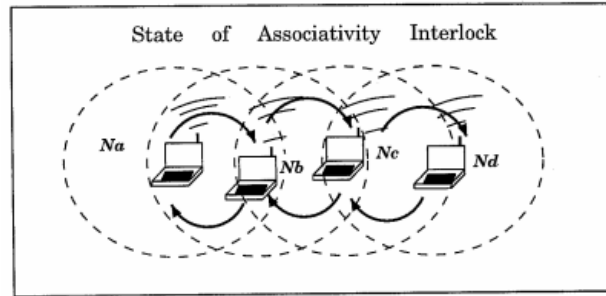 State of Associativity Interlock
Na Nb Nc Nd